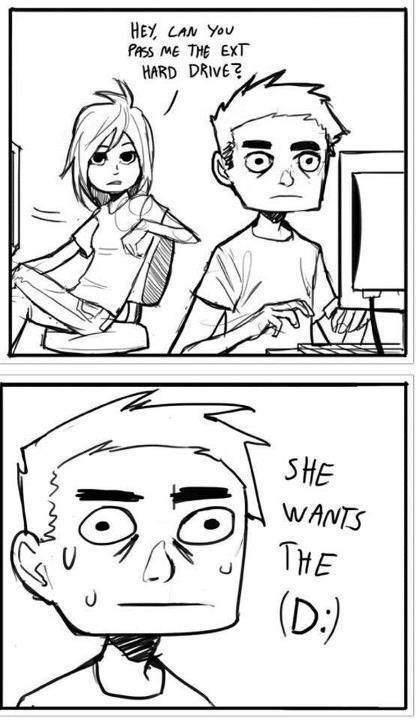 HEY, CAN YOU
PASS ME THE EXT
HARD DRIVE?
SHE
WANTS
THE
(D:)